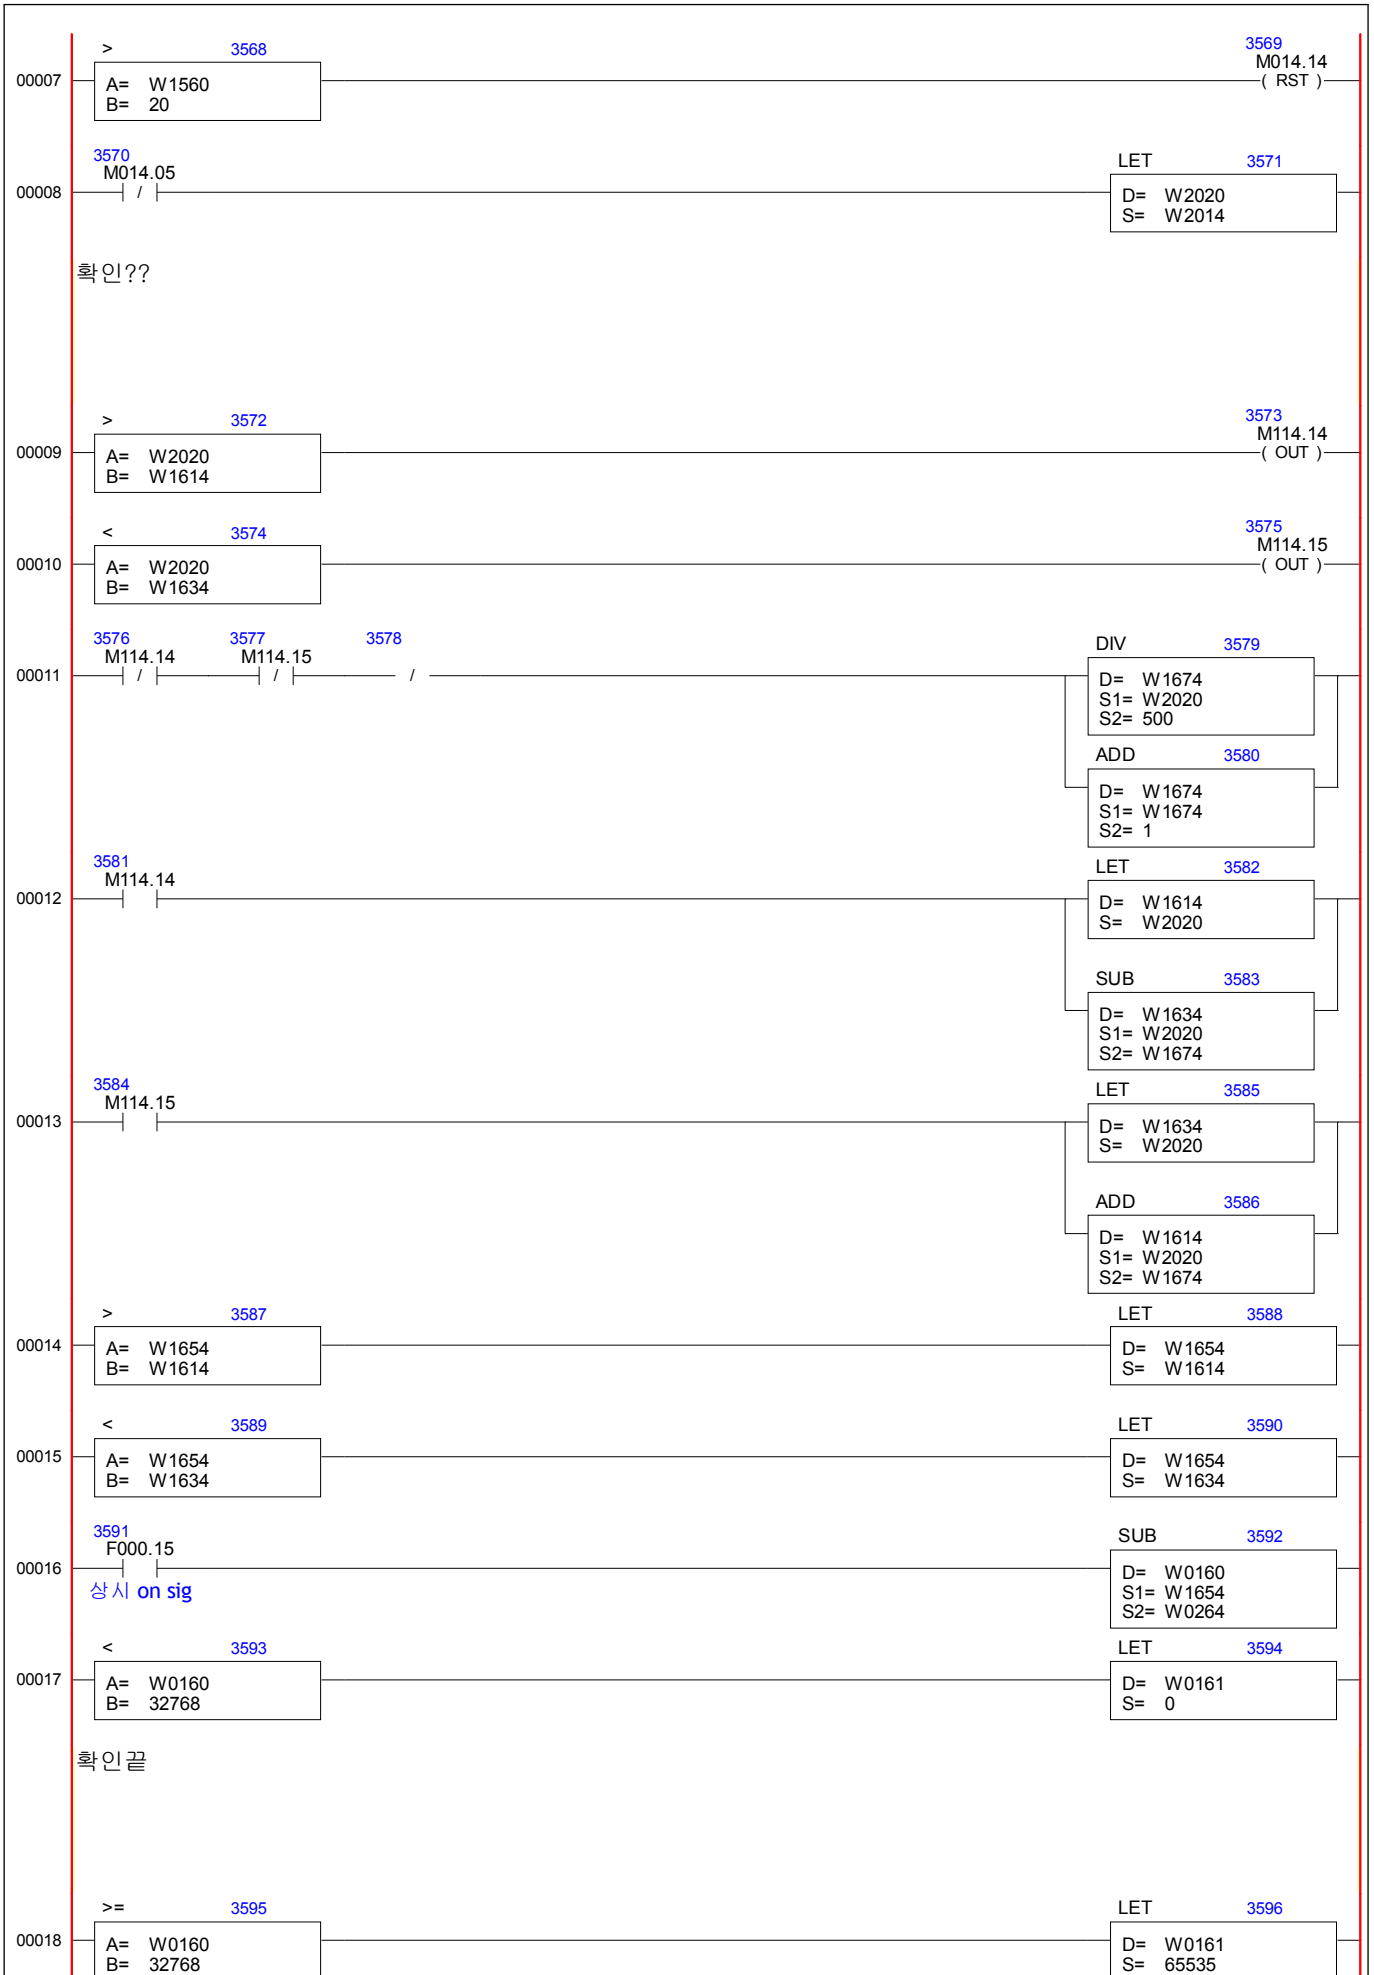 > 3568 3569
M014.14
00007 A= W1560 ( RST )
B= 20
3570
M014.05 LET 3571
00008 / D= W2020
S= W2014
확인??
> 3572 3573
M114.14
00009 A= W2020 ( OUT )
B= W1614
< 3574 3575
M114.15
00010 A= W2020 ( OUT )
B= W1634
3576 3577 3578
M114.14 M114.15 DIV 3579
00011 / / / D= W1674
S1= W2020
S2= 500
ADD 3580
D= W1674
S1= W1674
S2= 1
3581
M114.14 LET 3582
00012 D= W1614
S= W2020
SUB 3583
D= W1634
S1= W2020
S2= W1674
3584
M114.15 LET 3585
00013 D= W1634
S= W2020
ADD 3586
D= W1614
S1= W2020
S2= W1674
> 3587 LET 3588
00014 A= W1654 D= W1654
B= W1614 S= W1614
< 3589 LET 3590
00015 A= W1654 D= W1654
B= W1634 S= W1634
3591
F000.15 SUB 3592
00016 D= W0160
상시 on sig S1= W1654
S2= W0264
< 3593 LET 3594
00017 A= W0160 D= W0161
B= 32768 S= 0
확인끝
>= 3595 LET 3596
00018 A= W0160 D= W0161
B= 32768 S= 65535